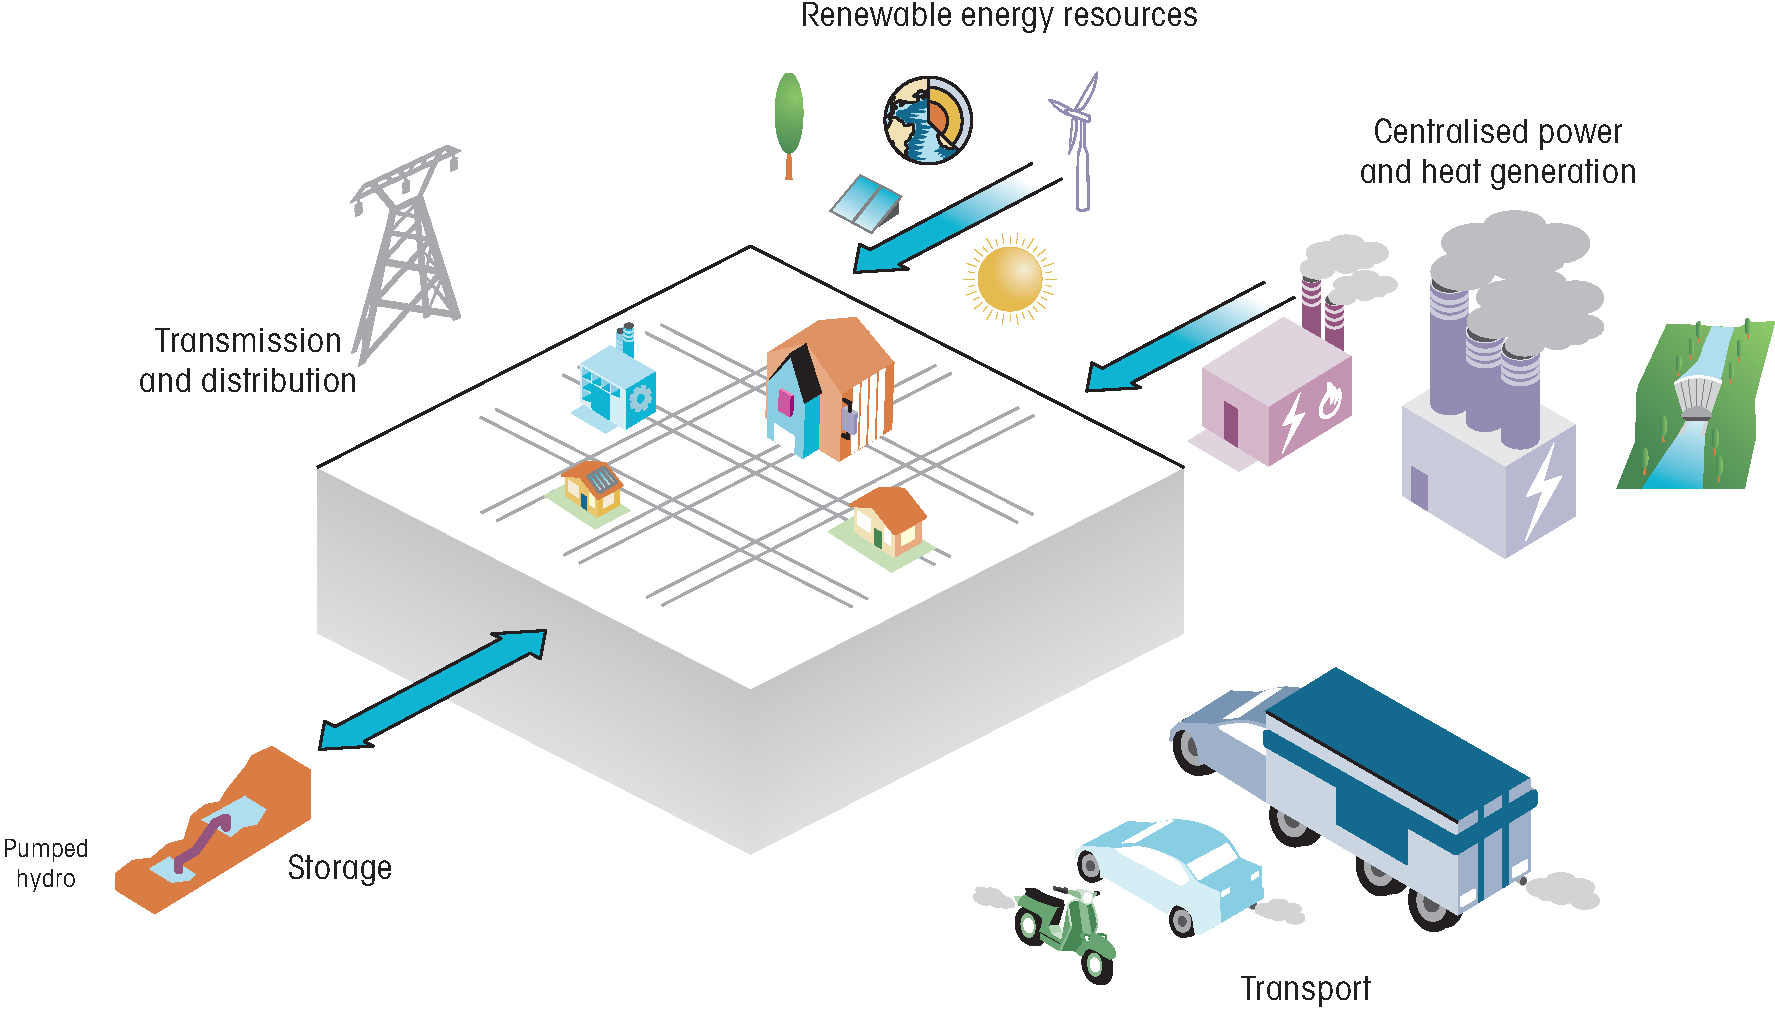 Renewable energy resources
Centralised power
and heat generation
Transmission
and distribution
Pumped
hydro
Storage
Transport